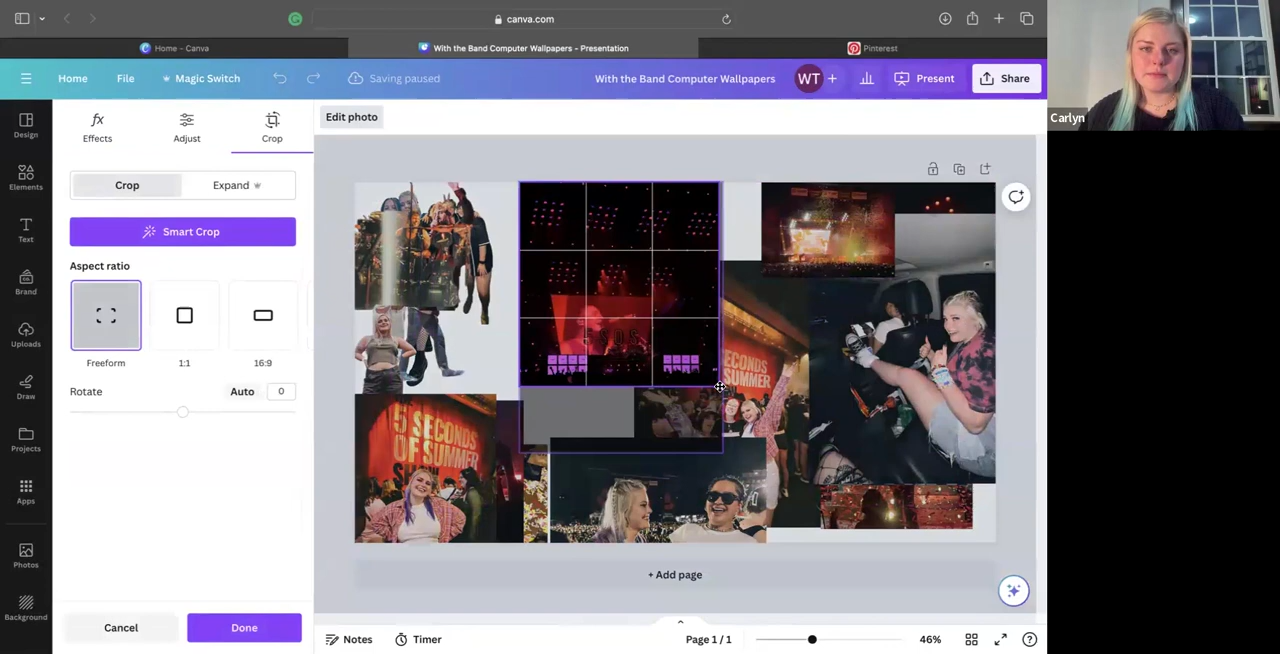 canva.com
Home – Canva
With the Band Computer Wallpapers - Presentation
Pinterest
Home
File
Magic Switch
Saving paused
With the Band Computer Wallpapers
WT
Present
Share
Carlyn
Design
Elements
Text
Brand
Uploads
Draw
Projects
Apps
Photos
Background
Effects
Adjust
Crop
Edit photo
Crop
Expand
Smart Crop
Aspect ratio
Freeform
1:1
16:9
Rotate
Auto
0
Cancel
Done
5 SECONDS
OF SUMMER
SHOW
5SOS
SECONDS
SUMMER
+ Add page
Notes
Timer
Page 1 / 1
46%